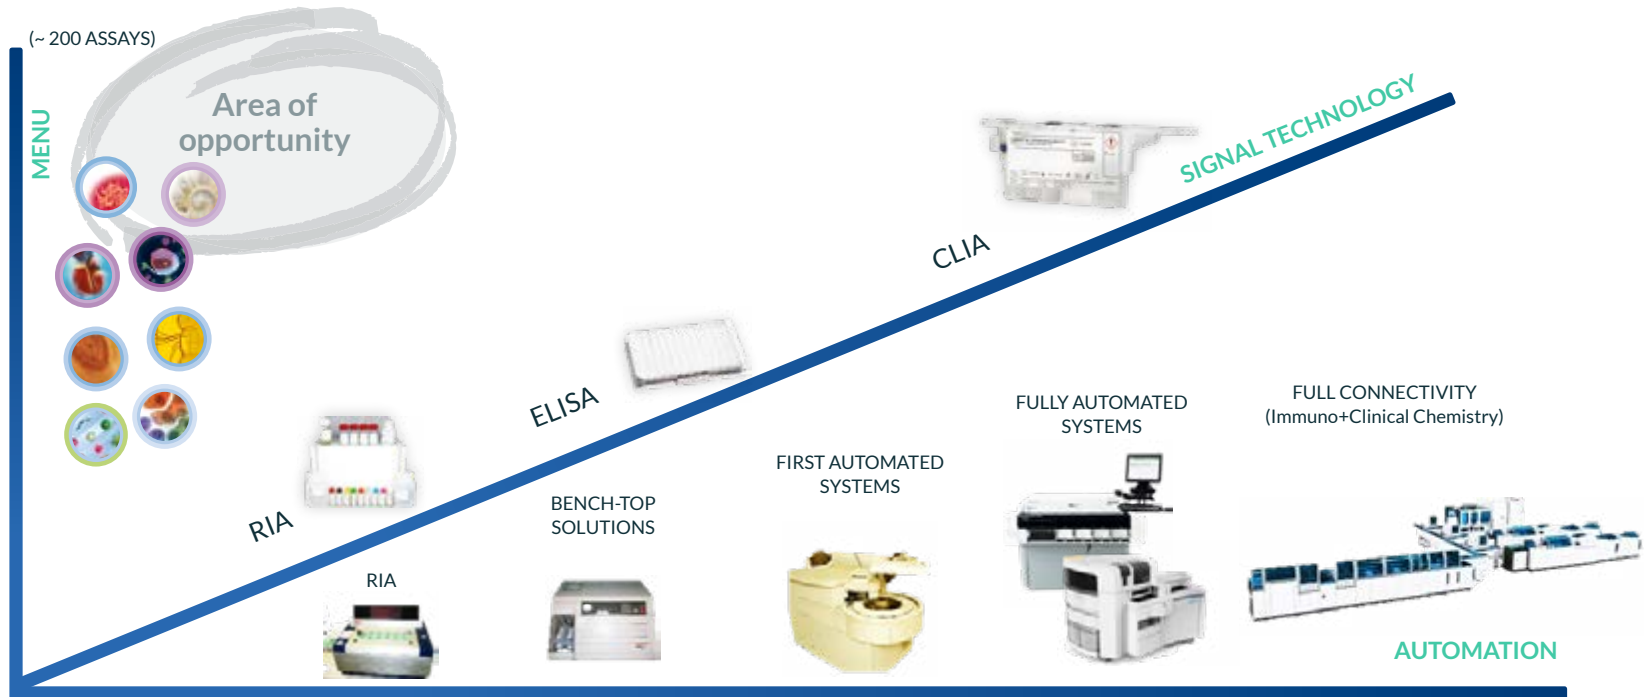 (~ 200 ASSAYS)
MENU
Area of
opportunity
SIGNAL TECHNOLOGY
CLIA
ELISA
RIA
FULL CONNECTIVITY
(Immuno+Clinical Chemistry)
FULLY AUTOMATED
SYSTEMS
FIRST AUTOMATED
SYSTEMS
BENCH-TOP
SOLUTIONS
RIA
AUTOMATION